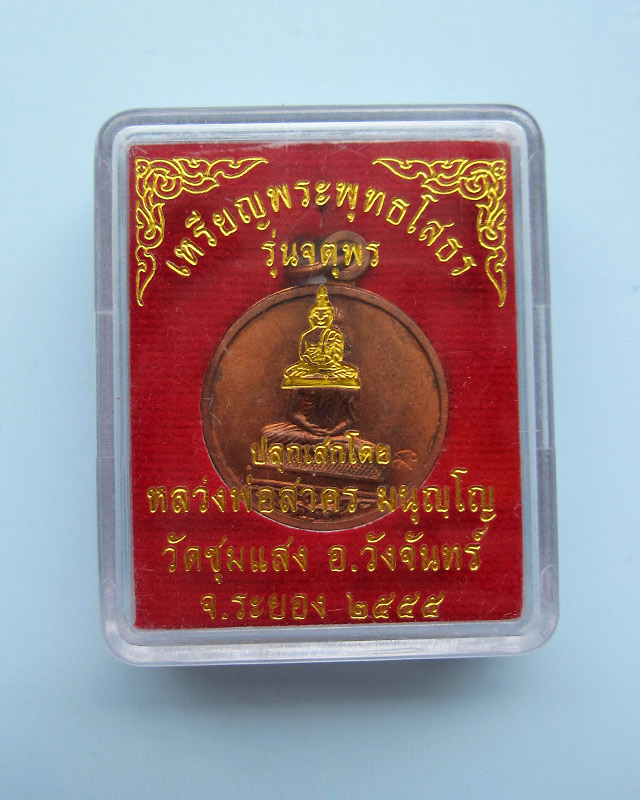 เหรียญพระพุทธโสธร
รุ่นจตุพร
ปลุกเสกโดย
หลวงพ่อสาคร มนุญฺโญ
วัดชุมแสง อ.วังจันทร์
จ.ระยอง ๒๕๕๕